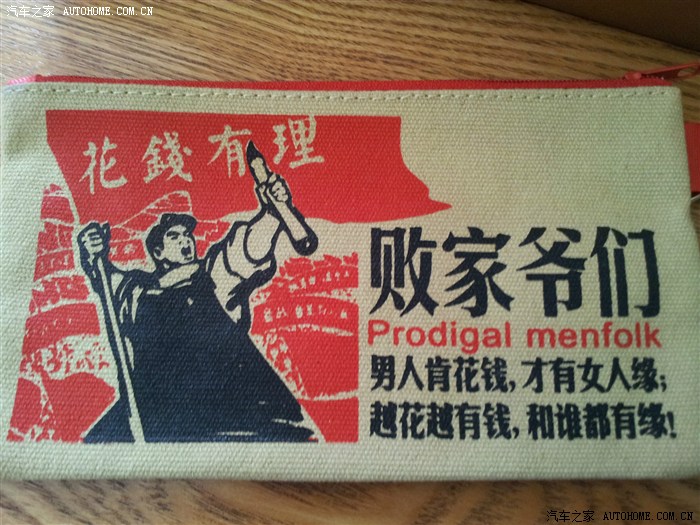 汽车之家 AUTOHOME.COM.CN
花錢有理
败家爷们
Prodigal menfolk
男人肯花钱，才有女人缘；
越花越有钱，和谁都有缘！
汽车之家 AUTOHOME.COM.CN